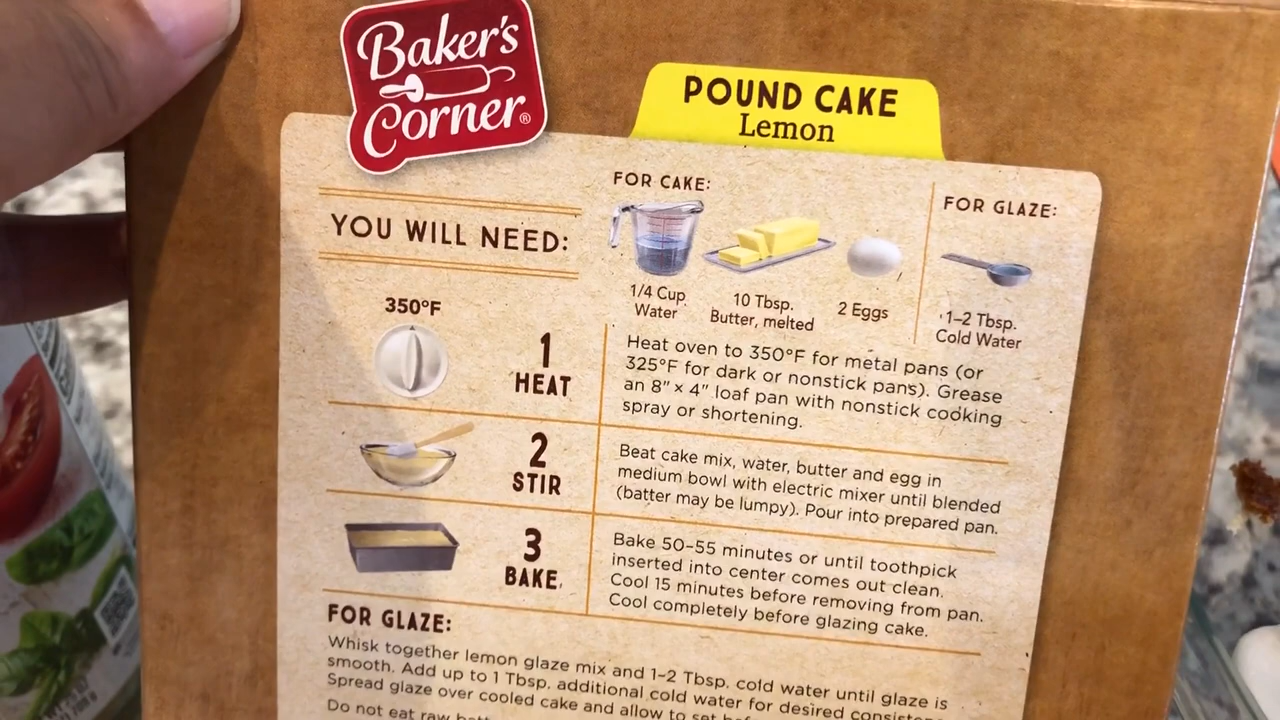 Baker's
Corner®
POUND CAKE
Lemon
YOU WILL NEED:
FOR CAKE:
1/4 Cup
Water
10 Tbsp.
Butter, melted
2 Eggs
FOR GLAZE:
1–2 Tbsp.
Cold Water
350°F
1
HEAT
Heat oven to 350°F for metal pans (or
325°F for dark or nonstick pans). Grease
an 8" × 4" loaf pan with nonstick cooking
spray or shortening.
2
STIR
Beat cake mix, water, butter and egg in
medium bowl with electric mixer until blended
(batter may be lumpy). Pour into prepared pan.
3
BAKE
Bake 50–55 minutes or until toothpick
inserted into center comes out clean.
Cool 15 minutes before removing from pan.
Cool completely before glazing cake.
FOR GLAZE:
Whisk together lemon glaze mix and 1–2 Tbsp. cold water until glaze is
smooth. Add up to 1 Tbsp. additional cold water for desired
Spread glaze over cooled cake and allow to set
Do not eat raw